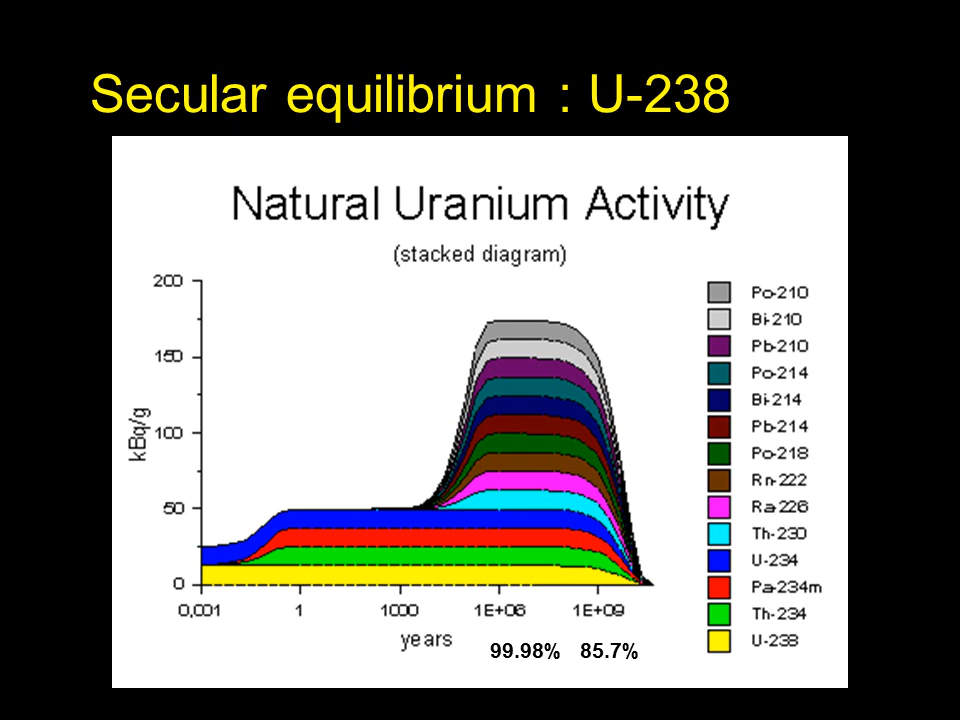 Secular equilibrium : U-238
Natural Uranium Activity
(stacked diagram)
200
150
100
50
0
kBq/g
0,001 1 1000 1E+06 1E+09
years
99.98% 85.7%
Po-210
Bi-210
Pb-210
Po-214
Bi-214
Pb-214
Po-218
Rn-222
Ra-226
Th-230
U-234
Pa-234m
Th-234
U-238